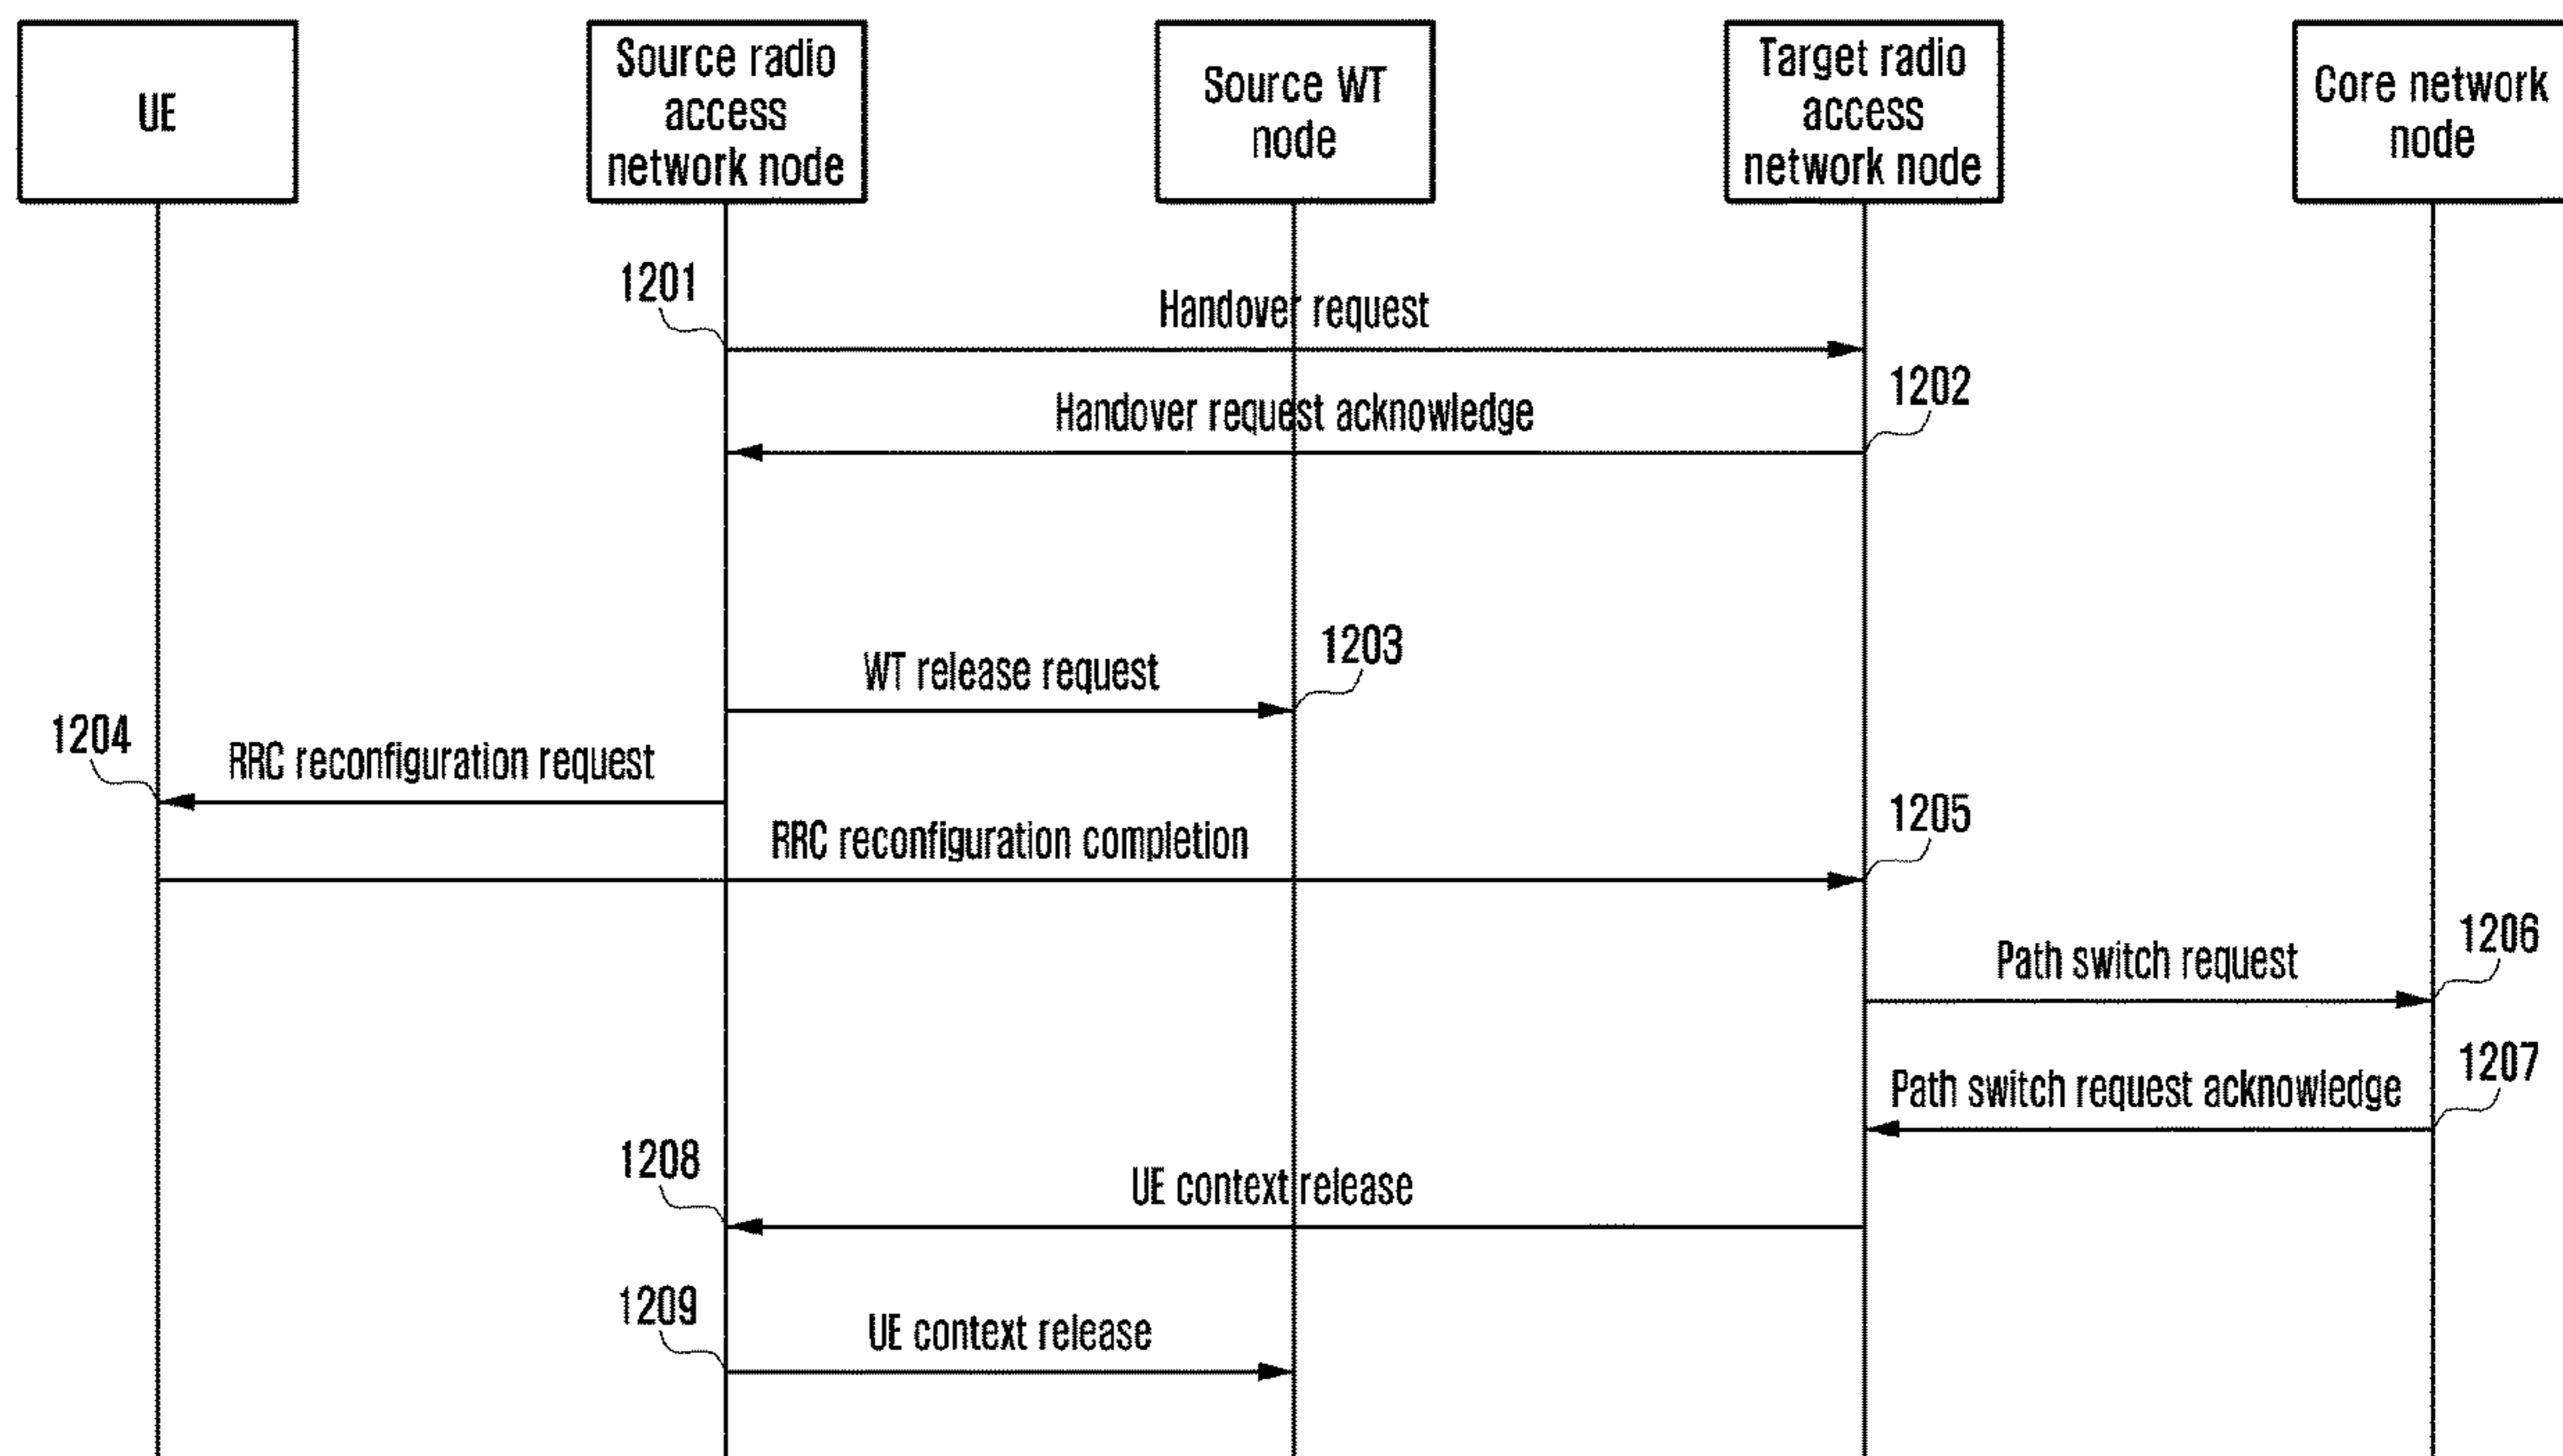 UE
Source radio
access
network node
Source WT
node
Target radio
access
network node
Core network
node
1201
Handover request
1202
Handover request acknowledge
1203
WT release request
1204
RRC reconfiguration request
1205
RRC reconfiguration completion
1206
Path switch request
1207
Path switch request acknowledge
1208
UE context release
1209
UE context release